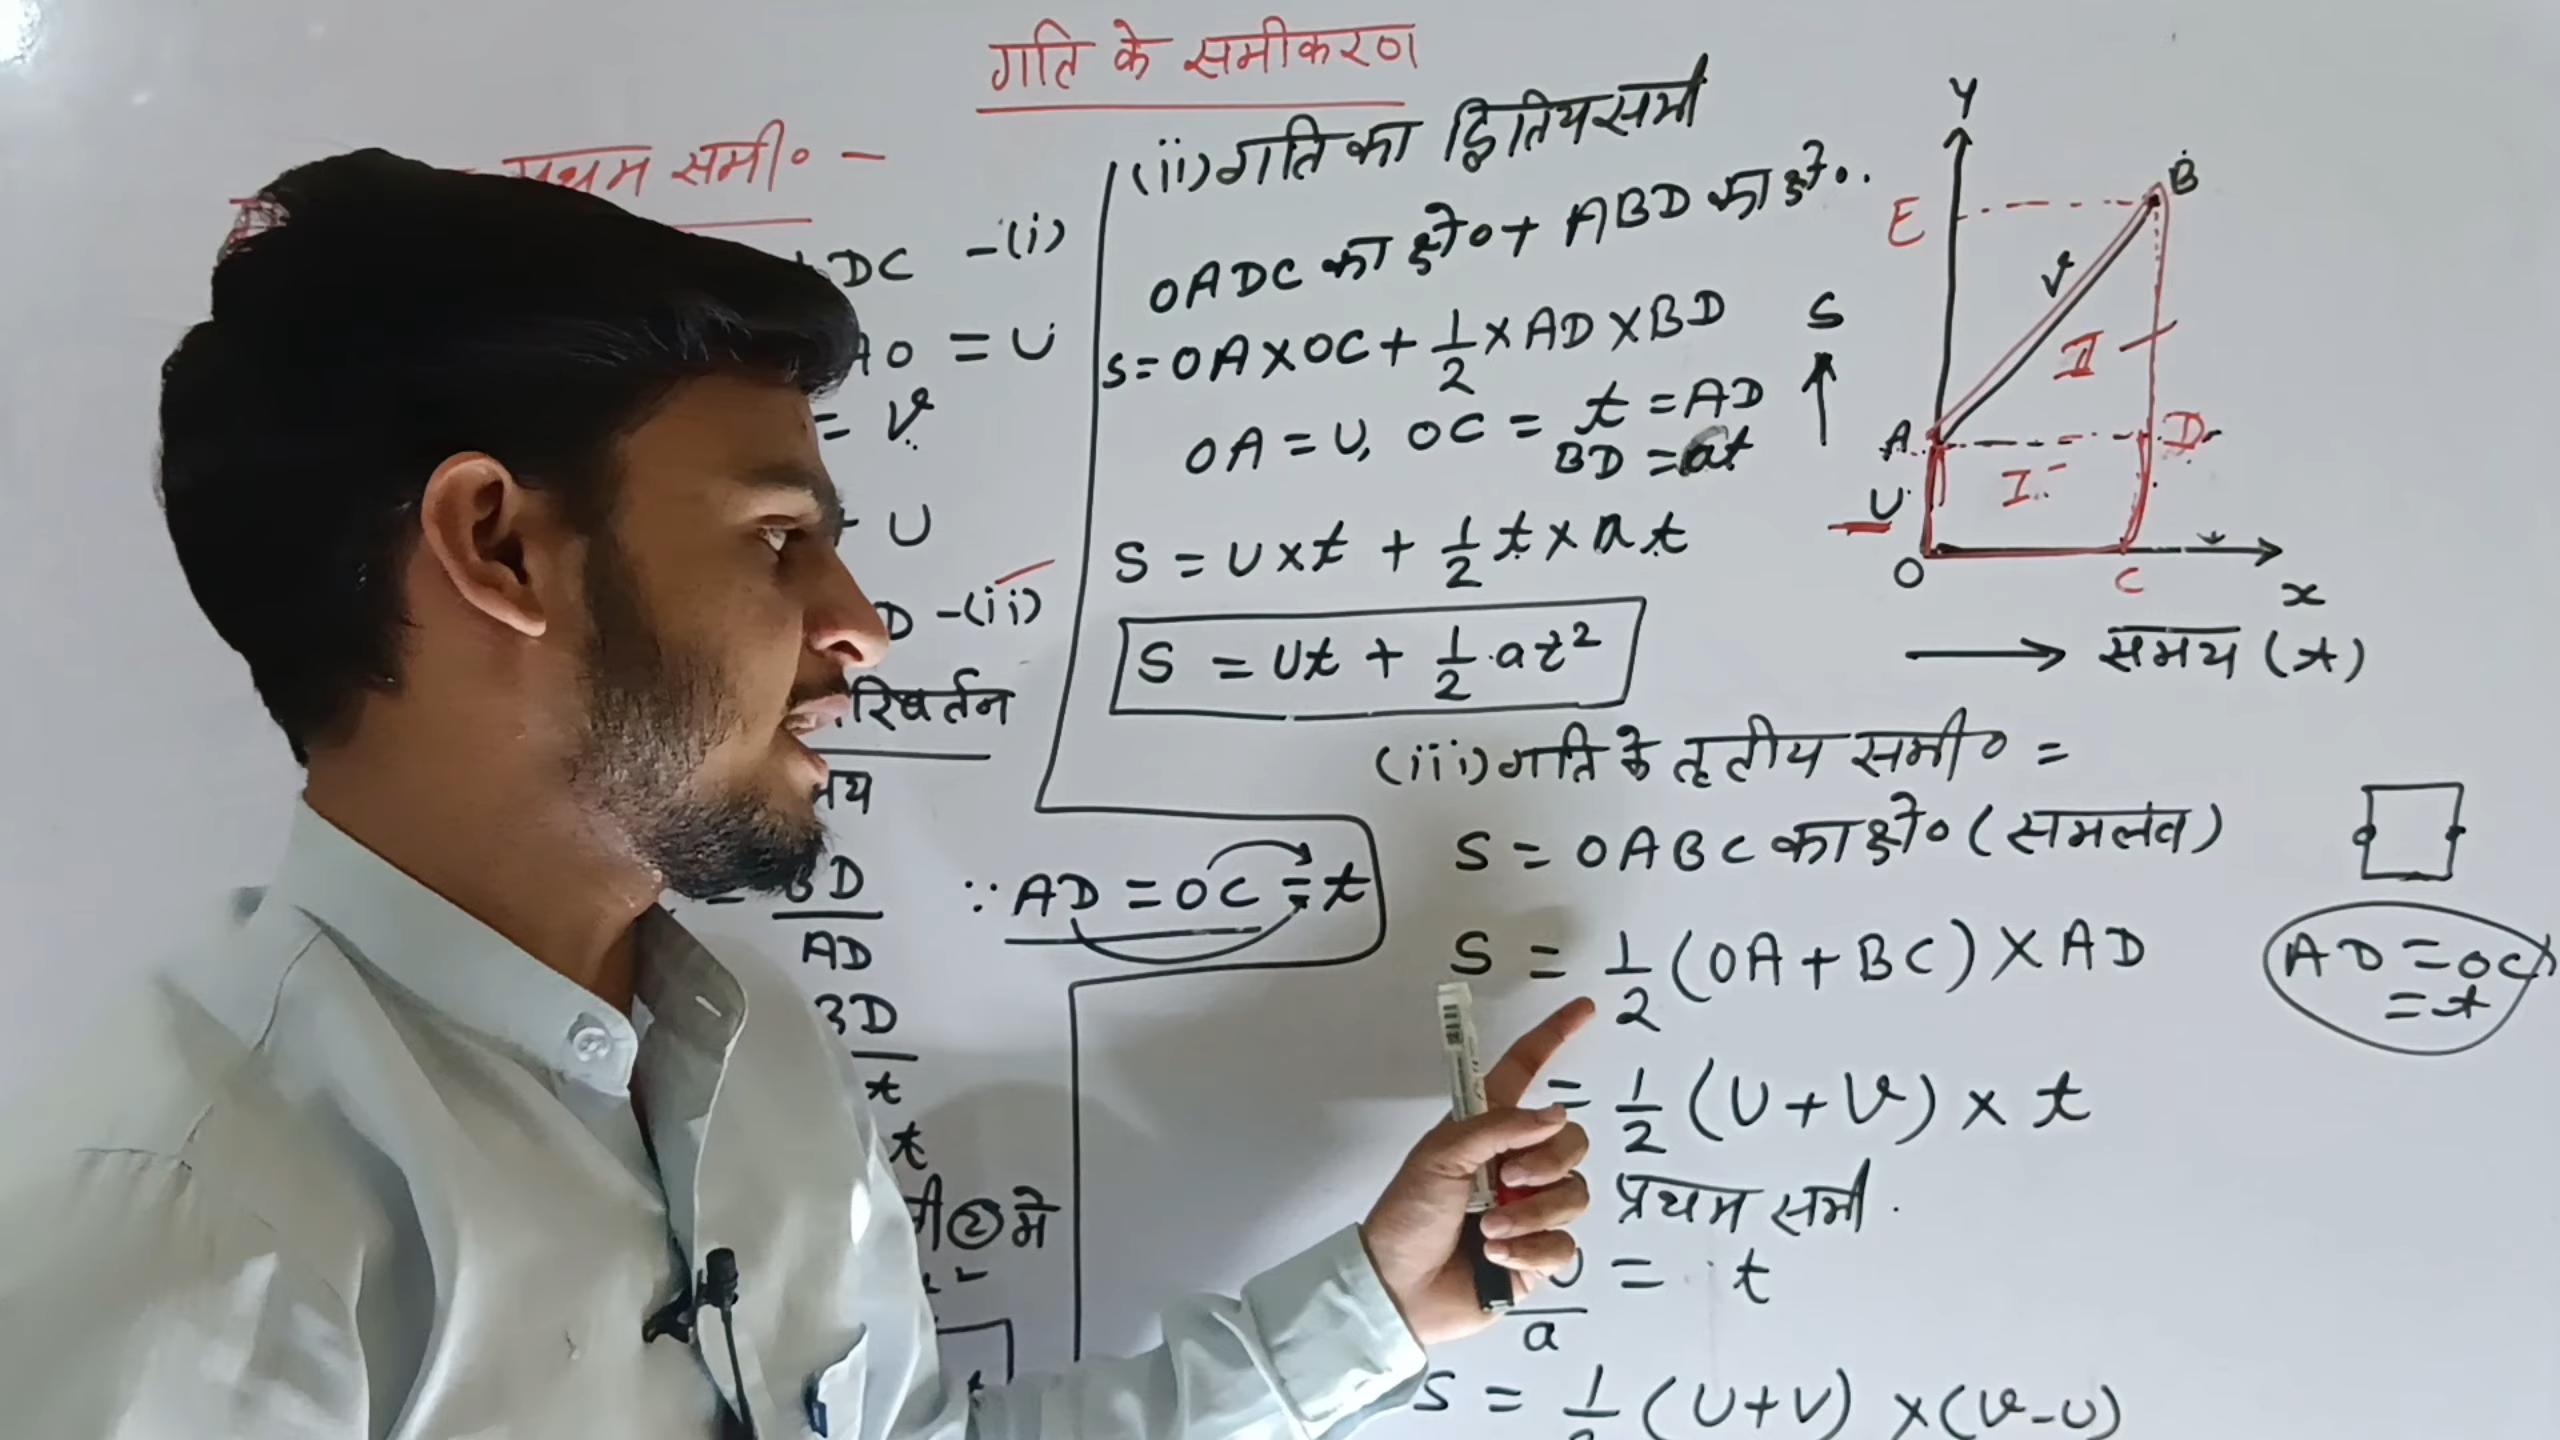 गति के समीकरण
प्रथम समी० -
DC -(i)
AO = U
= v
- U
D -(ii)
रिवर्तन
BD
AD
BD
t
t
② मे
∵ AD = OC = t
(ii) गति का द्वितिय समी
OADC का क्षे० + ABD का क्षे०.
S = OA × OC + 1/2 × AD × BD
OA = U, OC = t = AD
BD = at
S = U × t + 1/2 t × a t
S = Ut + 1/2 at²
Y
B
E
v
S
II
A
D
I
U
O
C
x
समय (t)
(iii) गति के तृतीय समी० =
S = OABC का क्षे० (समलंव)
S = 1/2 (OA + BC) × AD
AD = OC
= t
= 1/2 (U + V) × t
प्रथम समी.
U = t
a
S = 1/2 (U+V) × (v-U)